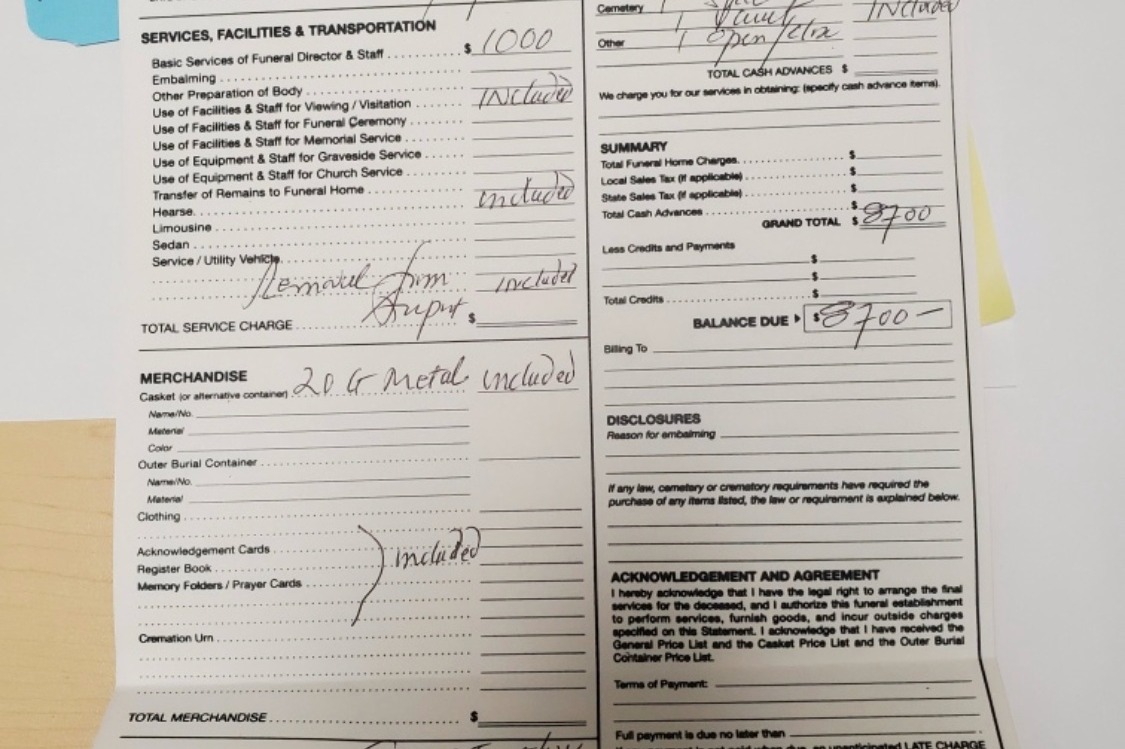 SERVICES, FACILITIES & TRANSPORTATION
Basic Services of Funeral Director & Staff ........ $ 1000
Embalming
Other Preparation of Body
Use of Facilities & Staff for Viewing / Visitation INCluded
Use of Facilities & Staff for Funeral Ceremony
Use of Facilities & Staff for Memorial Service
Use of Equipment & Staff for Graveside Service
Use of Equipment & Staff for Church Service
Transfer of Remains to Funeral Home
Hearse included
Limousine
Sedan
Service / Utility Vehicle
Removal from included
TOTAL SERVICE CHARGE $
MERCHANDISE
Casket (or alternative container) 20 G Metal included
Name/No.
Material
Color
Outer Burial Container
Name/No.
Material
Clothing
Acknowledgement Cards
Register Book included
Memory Folders / Prayer Cards
Cremation Urn
TOTAL MERCHANDISE $
Cemetery INCluded
Other Open/
TOTAL CASH ADVANCES $
We charge you for our services in obtaining: (specify cash advance items).
SUMMARY
Total Funeral Home Charges $
Local Sales Tax (if applicable) $
State Sales Tax (if applicable) $
Total Cash Advances $
GRAND TOTAL $ 8700
Less Credits and Payments
$
$
Total Credits $
BALANCE DUE $ 8700 —
Billing To
DISCLOSURES
Reason for embalming
If any law, cemetery or crematory requirements have required the
purchase of any items listed, the law or requirement is explained below.
ACKNOWLEDGEMENT AND AGREEMENT
I hereby acknowledge that I have the legal right to arrange the final
services for the deceased, and I authorize this funeral establishment
to perform services, furnish goods, and incur outside charges
specified on this Statement. I acknowledge that I have received the
General Price List and the Casket Price List and the Outer Burial
Container Price List.
Terms of Payment:
Full payment is due no later than
LATE CHARGE